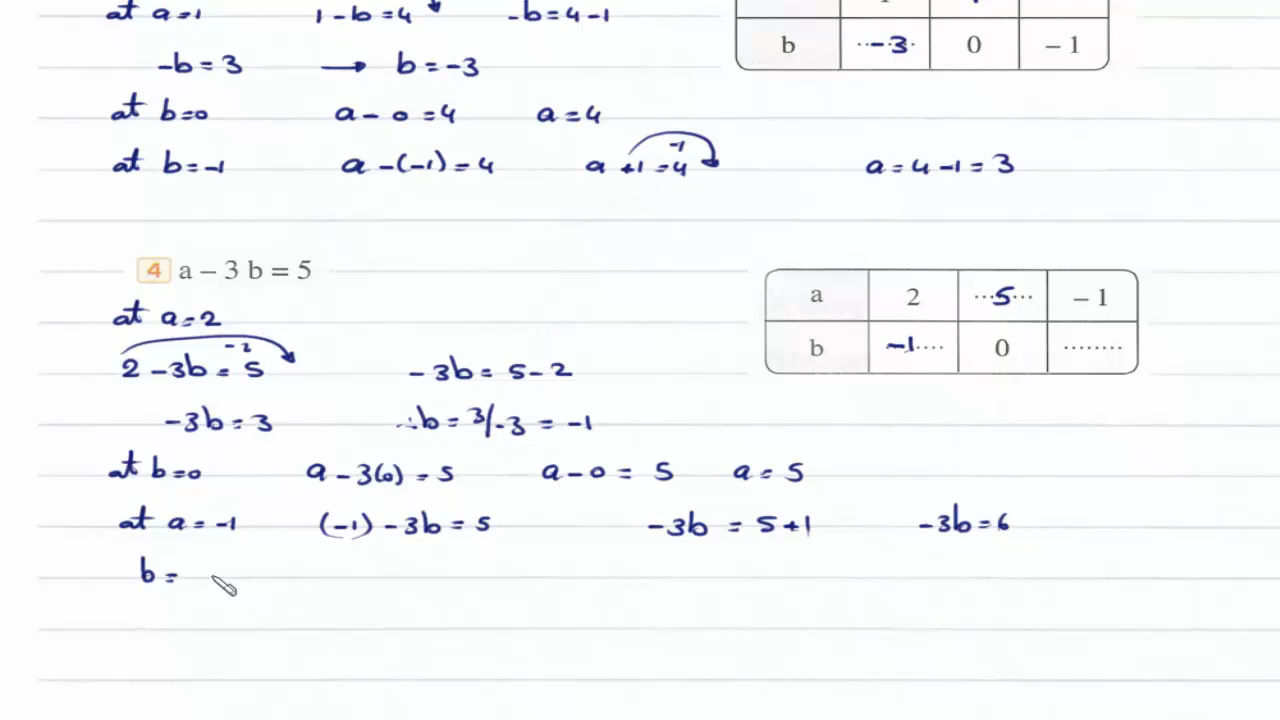 at a=1 1-b=4 -b=4-1
b -3 0 -1
-b=3 → b=-3
at b=0 a-0=4 a=4
at b=-1 a-(-1)=4 a+1=4 -1 a=4-1=3
4 a – 3 b = 5
a 2 5 – 1
b -1 0 ........
at a=2
2-3b=5 -2 -3b=5-2
-3b=3 ∴b=3/-3=-1
at b=0 a-3(0)=5 a-0=5 a=5
at a=-1 (-1)-3b=5 -3b=5+1 -3b=6
b=